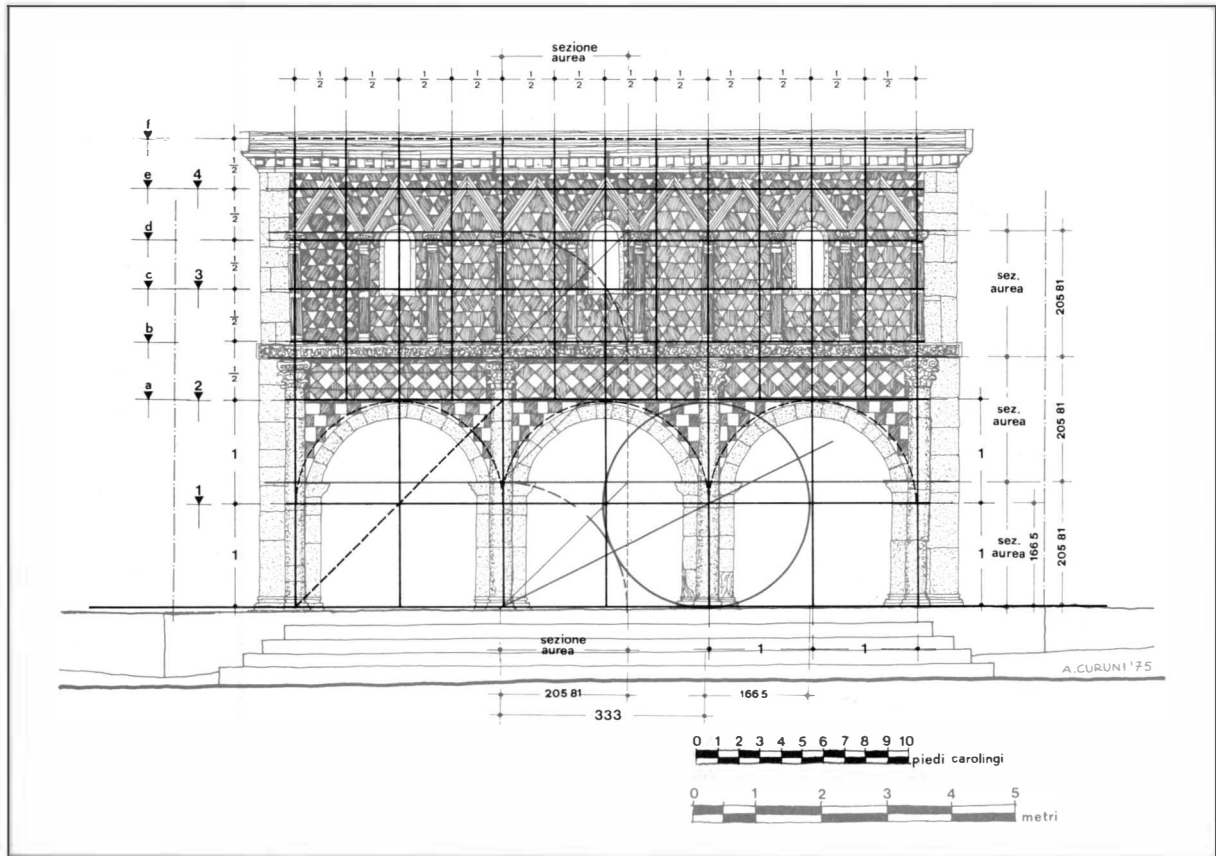 sezione
aurea
1/2 1/2 1/2 1/2 1/2 1/2 1/2 1/2 1/2 1/2 1/2 1/2
f
1/2
e 4
1/2
d
1/2
c 3
sez.
aurea
205 81
1/2
b
1/2
a 2
sez.
aurea
205 81
1
1
1
1
1
sez.
aurea
166 5
205 81
sezione
aurea
1 1
A. CURUNI '75
205 81
166 5
333
0 1 2 3 4 5 6 7 8 9 10
piedi carolingi
0 1 2 3 4 5
metri